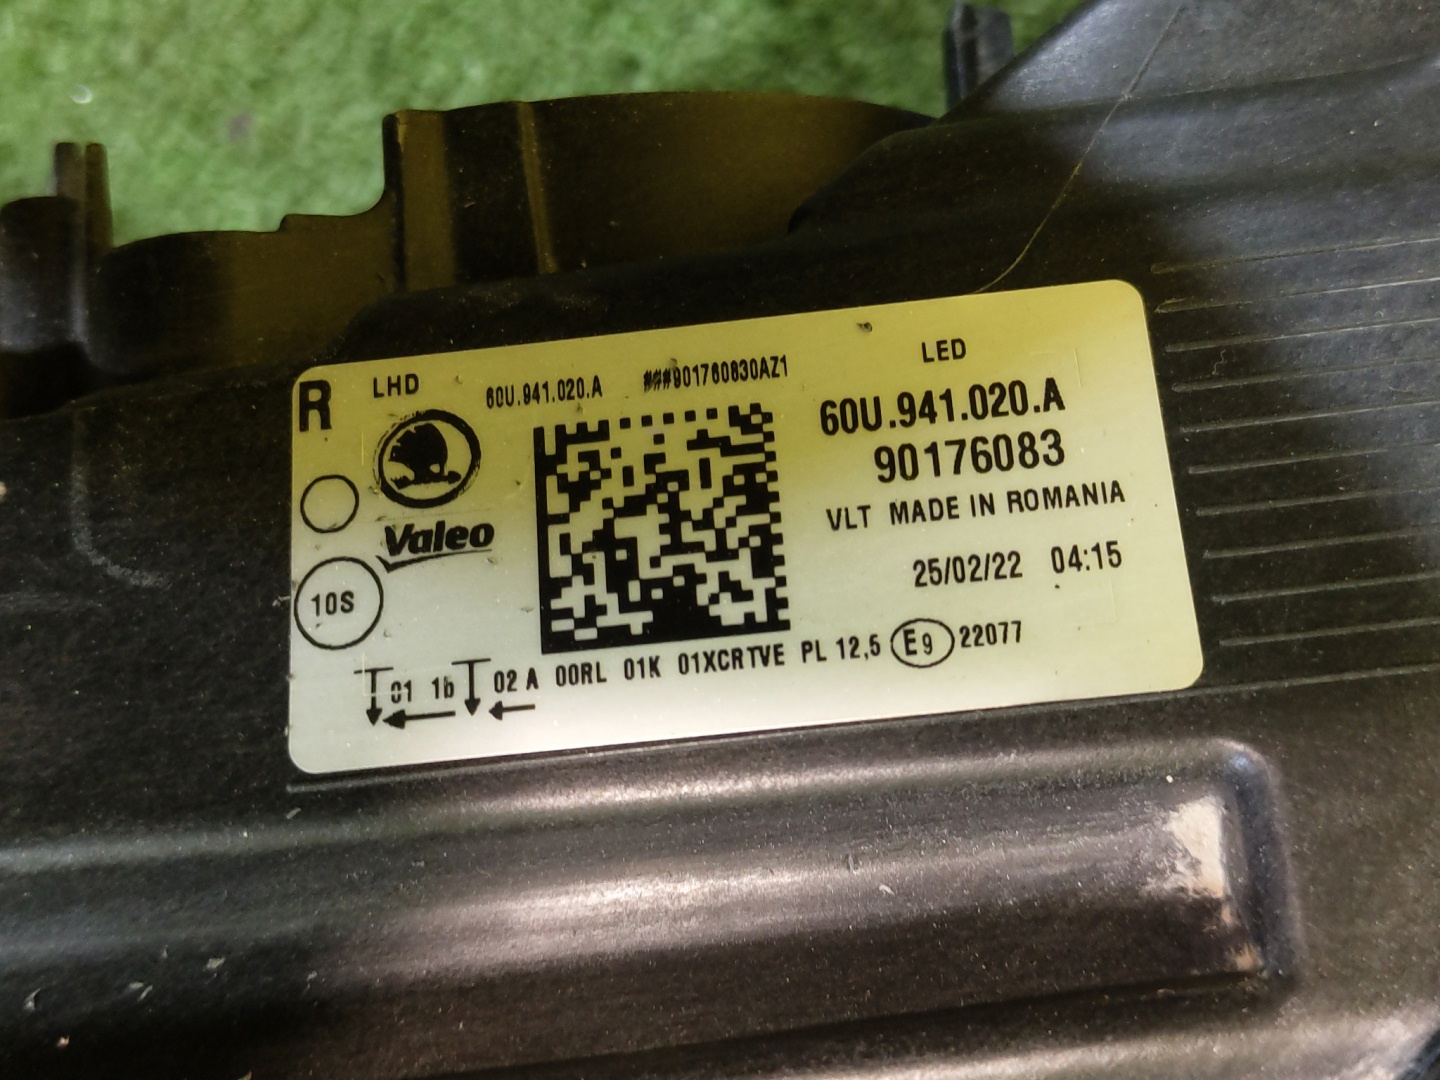 R LHD 60U.941.020.A ###901760830AZ1 LED
60U.941.020.A
90176083
Valeo
VLT MADE IN ROMANIA
25/02/22 04:15
10S
01 1b 02 A 00RL 01K 01XCRTVE PL 12,5 E9 22077